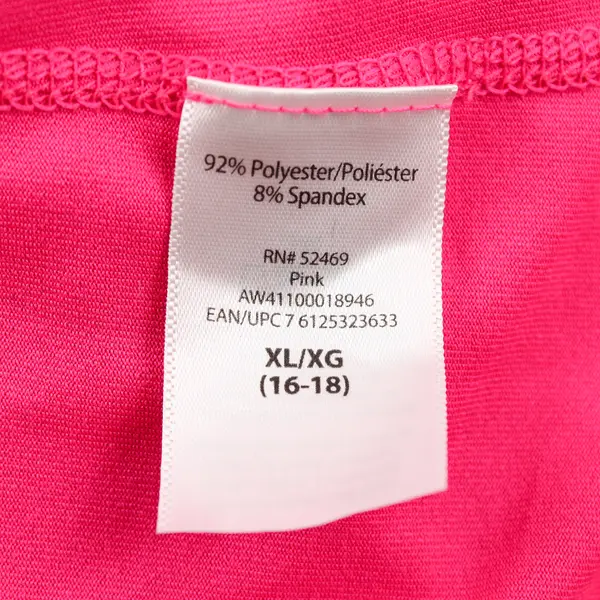 92% Polyester/Poliéster
8% Spandex
RN# 52469
Pink
AW41100018946
EAN/UPC 7 6125323633
XL/XG
(16-18)